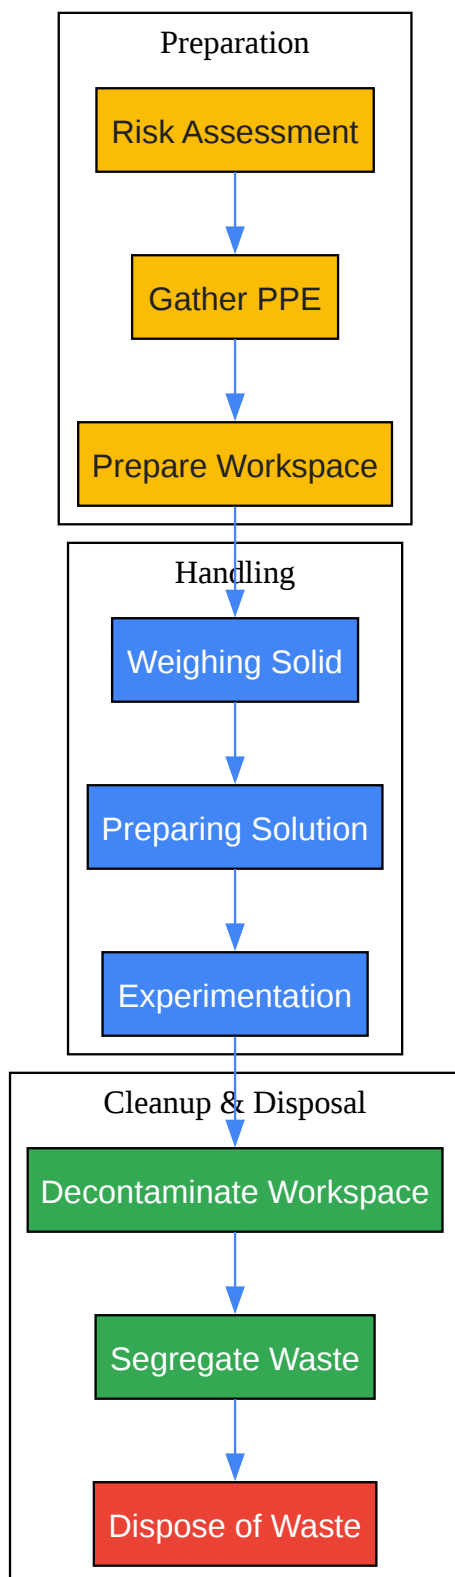 Preparation
Risk Assessment
Gather PPE
Prepare Workspace
Handling
Weighing Solid
Preparing Solution
Experimentation
Cleanup & Disposal
Decontaminate Workspace
Segregate Waste
Dispose of Waste